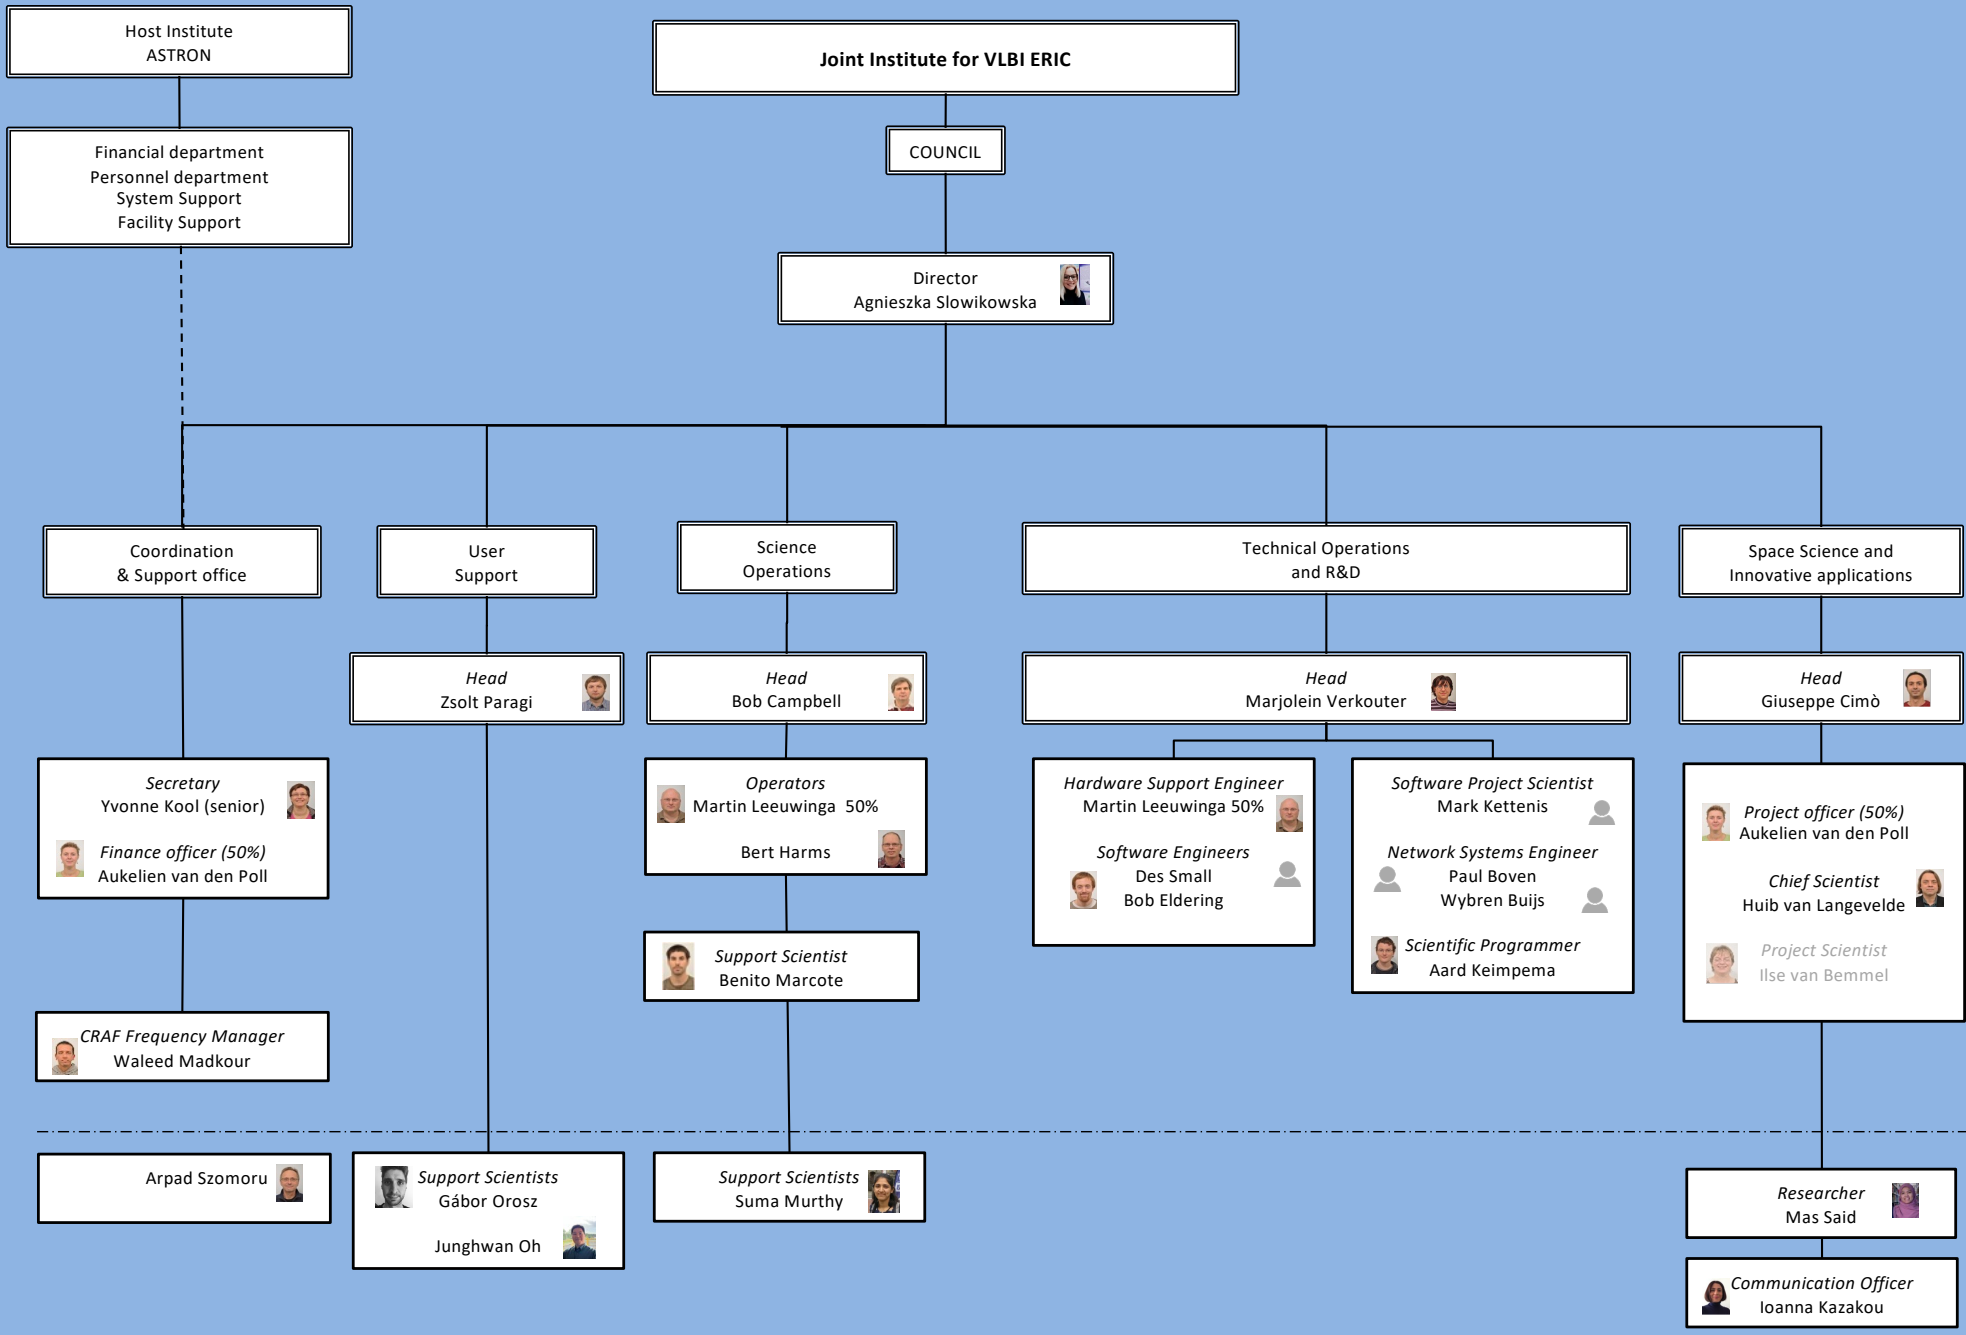 Host Institute
ASTRON
Joint Institute for VLBI ERIC
Financial department
Personnel department
System Support
Facility Support
COUNCIL
Director
Agnieszka Slowikowska
Coordination
& Support office
User
Support
Science
Operations
Technical Operations
and R&D
Space Science and
Innovative applications
Head
Zsolt Paragi
Head
Bob Campbell
Head
Marjolein Verkouter
Head
Giuseppe Cimò
Secretary
Yvonne Kool (senior)
Finance officer (50%)
Aukelien van den Poll
Operators
Martin Leeuwinga 50%
Bert Harms
Hardware Support Engineer
Martin Leeuwinga 50%
Software Engineers
Des Small
Bob Eldering
Software Project Scientist
Mark Kettenis
Network Systems Engineer
Paul Boven
Wybren Buijs
Scientific Programmer
Aard Keimpema
Project officer (50%)
Aukelien van den Poll
Chief Scientist
Huib van Langevelde
Project Scientist
Ilse van Bemmel
Support Scientist
Benito Marcote
CRAF Frequency Manager
Waleed Madkour
Arpad Szomoru
Support Scientists
Gábor Orosz
Junghwan Oh
Support Scientists
Suma Murthy
Researcher
Mas Said
Communication Officer
Ioanna Kazakou